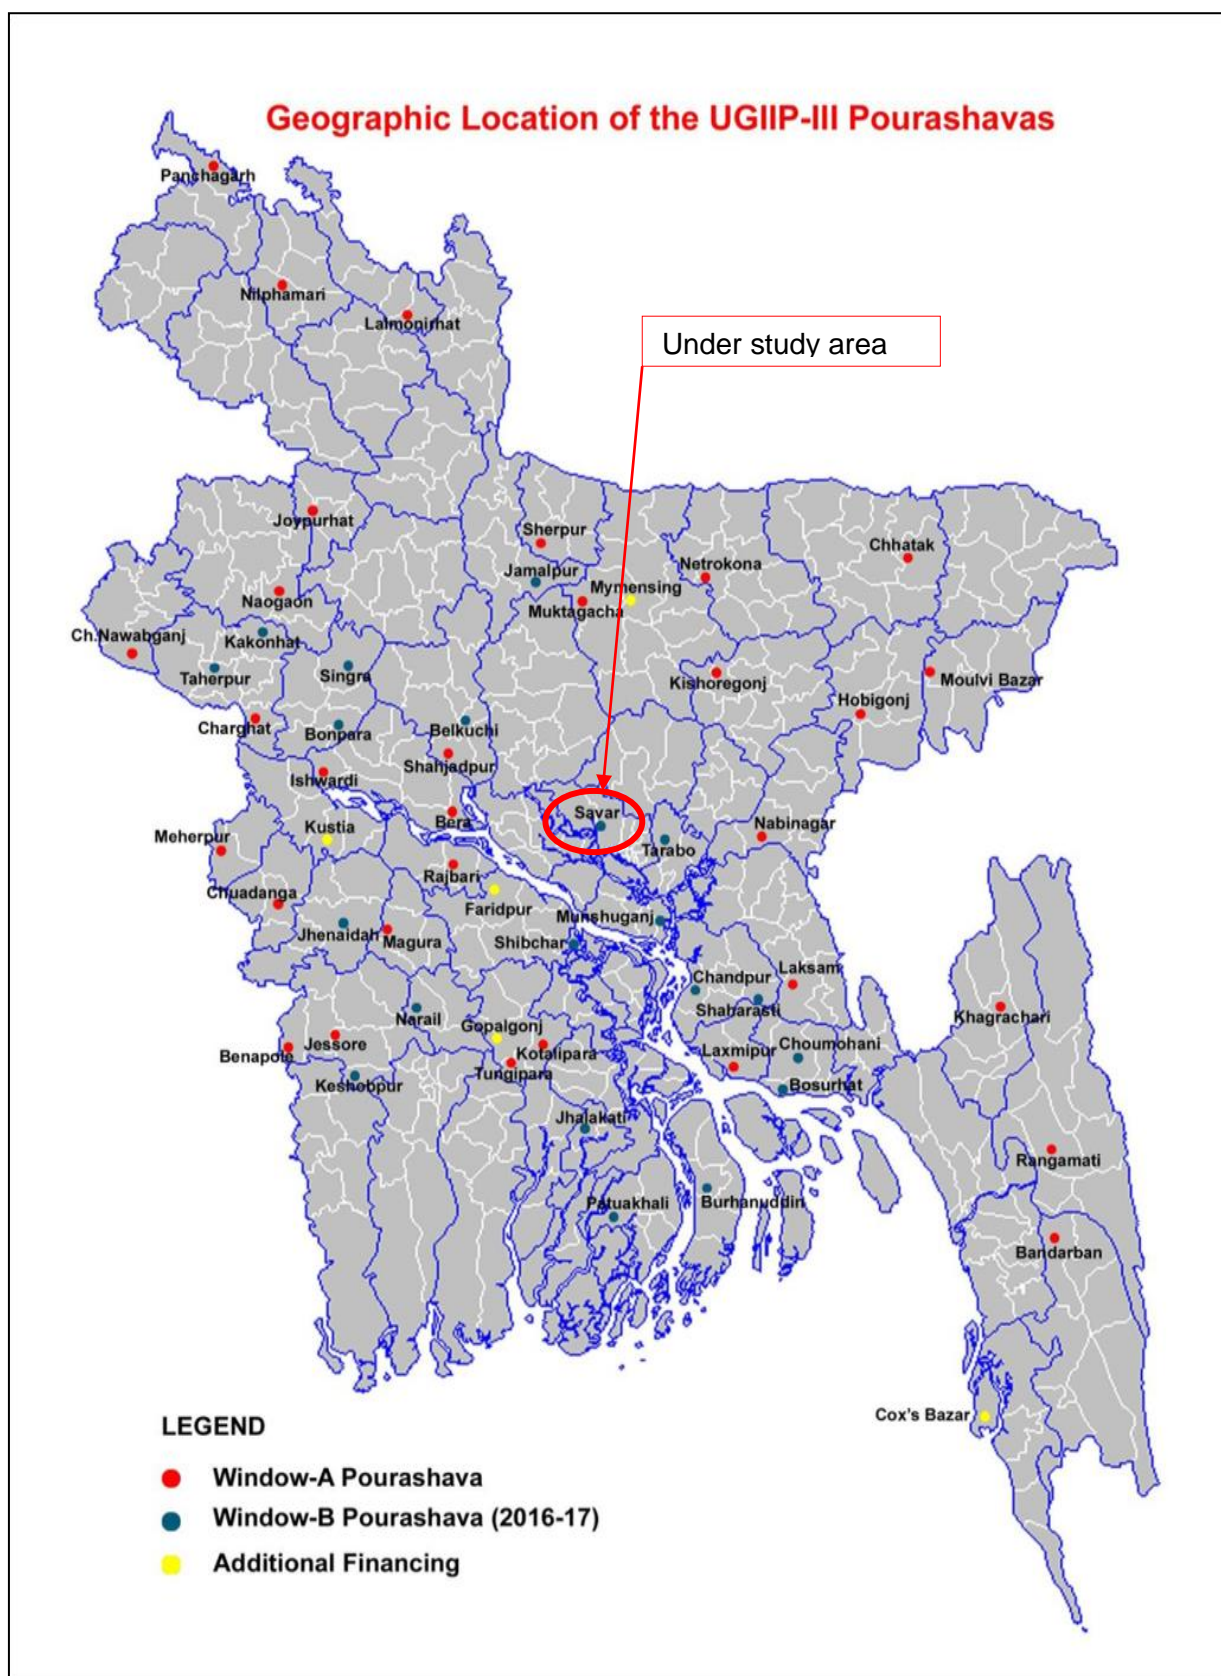 Geographic Location of the UGIIP-III Pourashavas
Panchagarh
Nilphamari
Lalmonirhat
Under study area
Joypurhat
Sherpur
Chhatak
Jamalpur
Netrokona
Mymensing
Naogaon
Muktagacha
Ch.Nawabganj
Kakonhat
Taherpur
Singra
Kishoregonj
Moulvi Bazar
Hobigonj
Charghat
Bonpara
Belkuchi
Shahjadpur
Ishwardi
Savar
Bera
Kustia
Meherpur
Nabinagar
Tarabo
Rajbari
Chuadanga
Faridpur
Munshuganj
Jhenaidah
Magura
Shibchar
Chandpur
Laksam
Shaharasti
Khagrachari
Narail
Gopalgonj
Jessore
Benapole
Kotalipara
Choumohani
Laxmipur
Tungipara
Keshobpur
Bosurhat
Jhalakati
Rangamati
Patuakhali
Burhanuddin
Bandarban
Cox's Bazar
LEGEND
Window-A Pourashava
Window-B Pourashava (2016-17)
Additional Financing